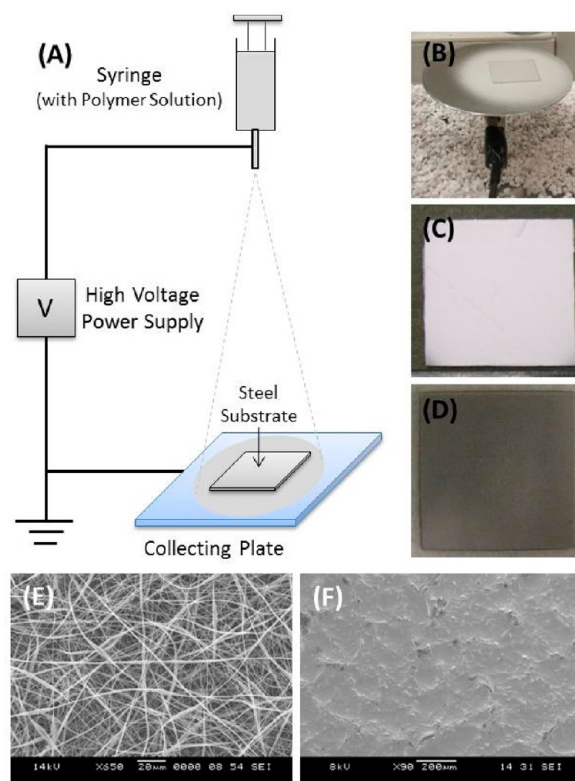 (A)
Syringe
(with Polymer Solution)
V
High Voltage
Power Supply
Steel
Substrate
Collecting Plate
(B)
(C)
(D)
(E)
14kU X650 20µm 0000 08 54 SEI
(F)
8kU X90 200µm 14 31 SEI